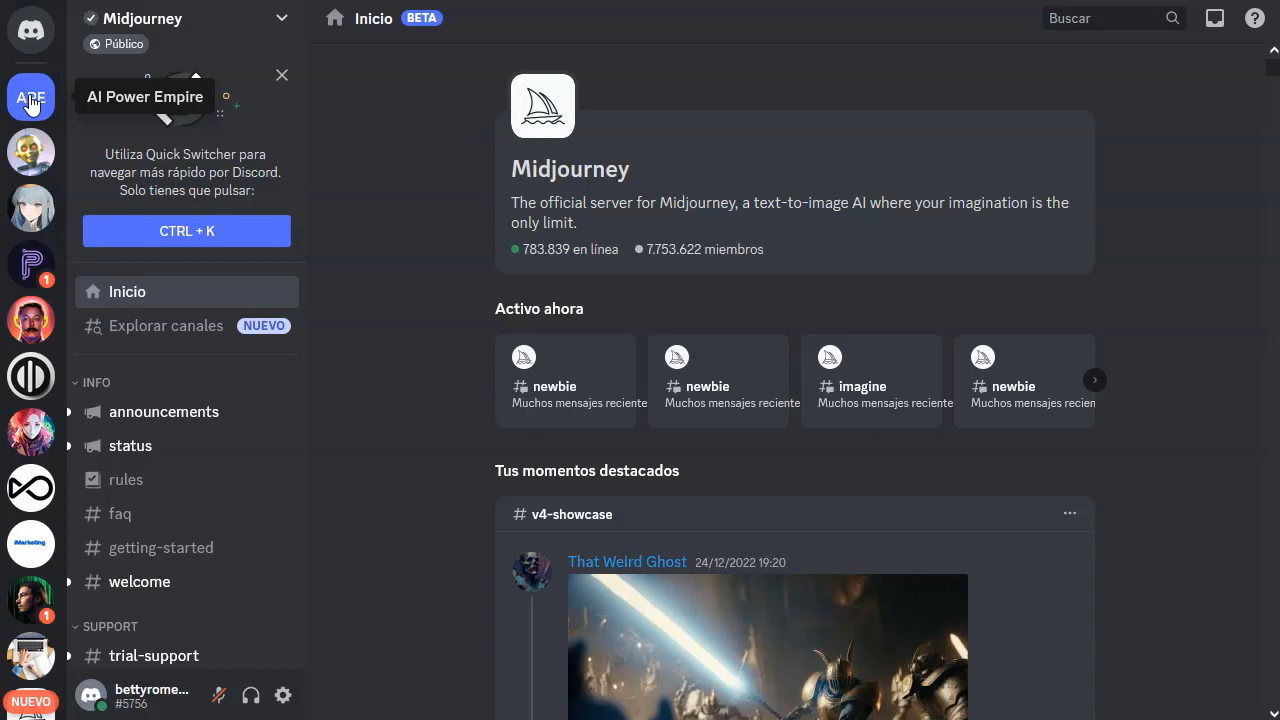 Midjourney
Público
APE
AI Power Empire
Utiliza Quick Switcher para
navegar más rápido por Discord.
Solo tienes que pulsar:
CTRL + K
Inicio
Explorar canales
NUEVO
INFO
announcements
status
rules
faq
getting-started
welcome
SUPPORT
trial-support
bettyrome...
#5756
1
iMarketing
1
NUEVO
Inicio
BETA
Buscar
Midjourney
The official server for Midjourney, a text-to-image AI where your imagination is the
only limit.
783.839 en línea
7.753.622 miembros
Activo ahora
newbie
Muchos mensajes reciente
newbie
Muchos mensajes reciente
imagine
Muchos mensajes reciente
newbie
Muchos mensajes recien
Tus momentos destacados
v4-showcase
That Weird Ghost 24/12/2022 19:20